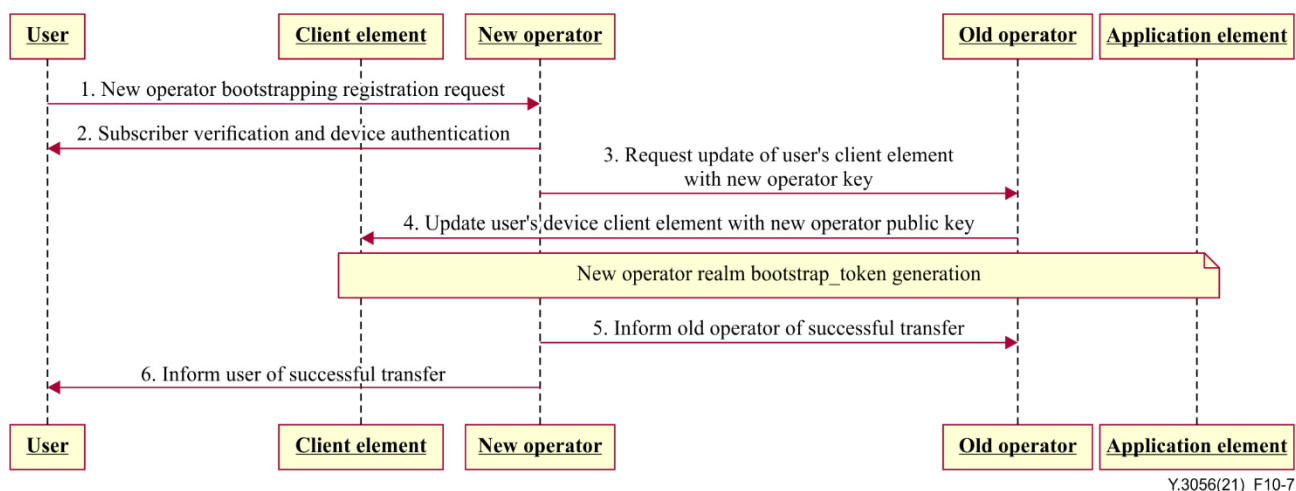 User
Client element
New operator
Old operator
Application element
1. New operator bootstrapping registration request
2. Subscriber verification and device authentication
3. Request update of user's client element
with new operator key
4. Update user's device client element with new operator public key
New operator realm bootstrap_token generation
5. Inform old operator of successful transfer
6. Inform user of successful transfer
User
Client element
New operator
Old operator
Application element
Y.3056(21)_F10-7